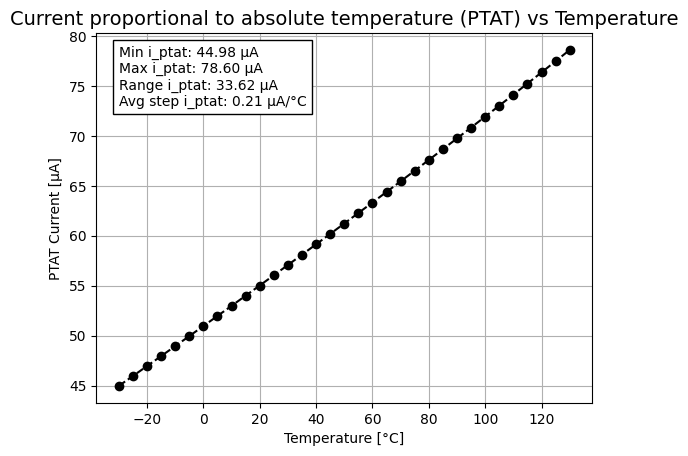 Current proportional to absolute temperature (PTAT) vs Temperature
Min i_ptat: 44.98 µA
Max i_ptat: 78.60 µA
Range i_ptat: 33.62 µA
Avg step i_ptat: 0.21 µA/°C
80
75
70
65
60
55
50
45
PTAT Current [µA]
−20 0 20 40 60 80 100 120
Temperature [°C]